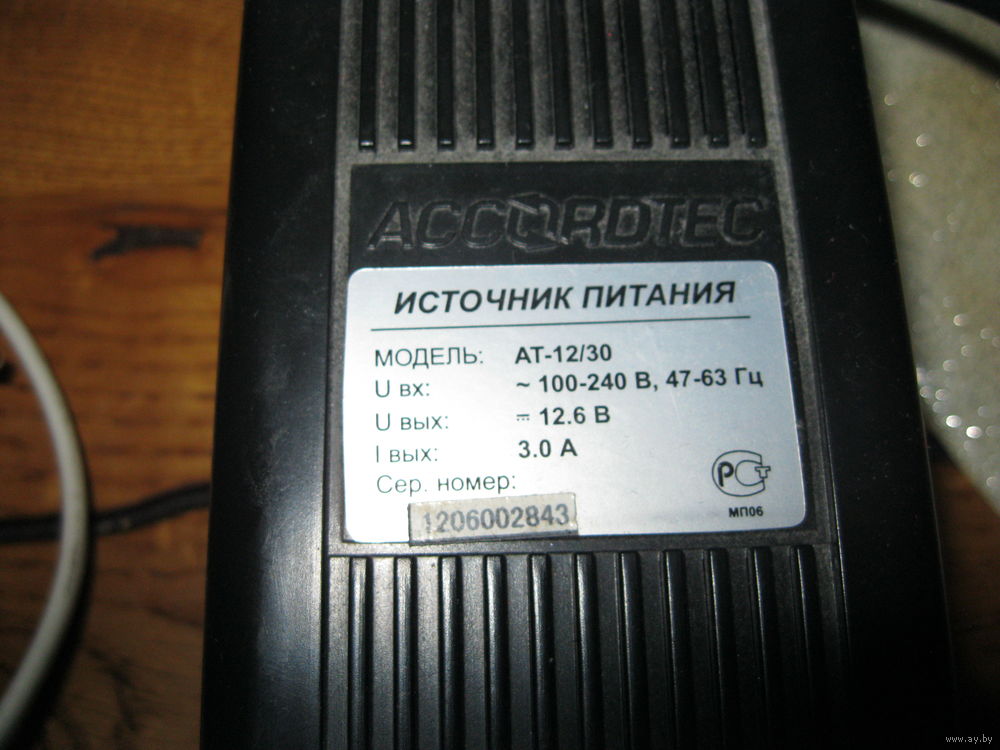 ACCORDTEC
ИСТОЧНИК ПИТАНИЯ
МОДЕЛЬ: АТ-12/30
U вх: ~ 100-240 В, 47-63 Гц
U вых: ⎓ 12.6 В
I вых: 3.0 А
Сер. номер:
1206002843
РСТ
МП06
www.ay.by